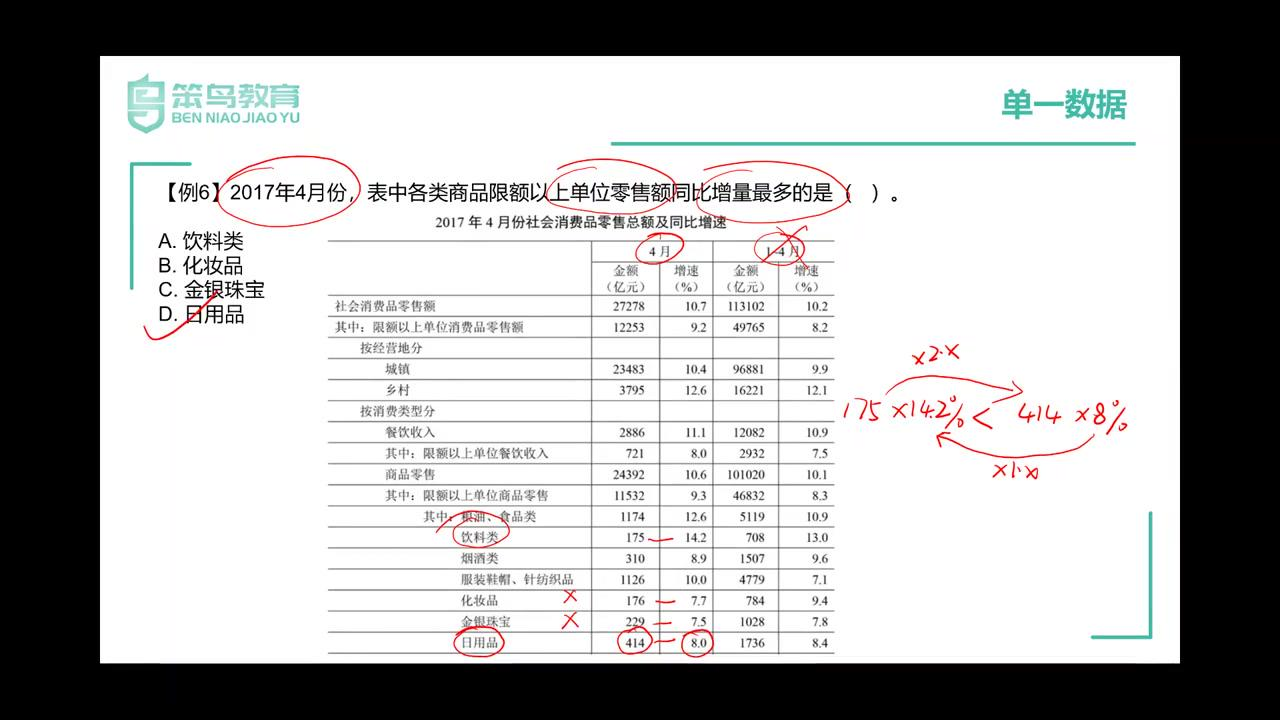 笨鸟教育
BEN NIAO JIAO YU
单一数据
【例6】2017年4月份，表中各类商品限额以上单位零售额同比增量最多的是（ ）。
2017 年 4 月份社会消费品零售总额及同比增速
A. 饮料类
B. 化妆品
C. 金银珠宝
D. 日用品
4 月 1-4 月
金额 增速 金额 增速
（亿元） （%） （亿元） （%）
社会消费品零售额 27278 10.7 113102 10.2
其中：限额以上单位消费品零售额 12253 9.2 49765 8.2
按经营地分
城镇 23483 10.4 96881 9.9
乡村 3795 12.6 16221 12.1
按消费类型分
餐饮收入 2886 11.1 12082 10.9
其中：限额以上单位餐饮收入 721 8.0 2932 7.5
商品零售 24392 10.6 101020 10.1
其中：限额以上单位商品零售 11532 9.3 46832 8.3
其中：粮油、食品类 1174 12.6 5119 10.9
饮料类 175 14.2 708 13.0
烟酒类 310 8.9 1507 9.6
服装鞋帽、针纺织品 1126 10.0 4779 7.1
化妆品 176 7.7 784 9.4
金银珠宝 229 7.5 1028 7.8
日用品 414 8.0 1736 8.4
×2.×
175 ×14.2% < 414 ×8%
×1.×